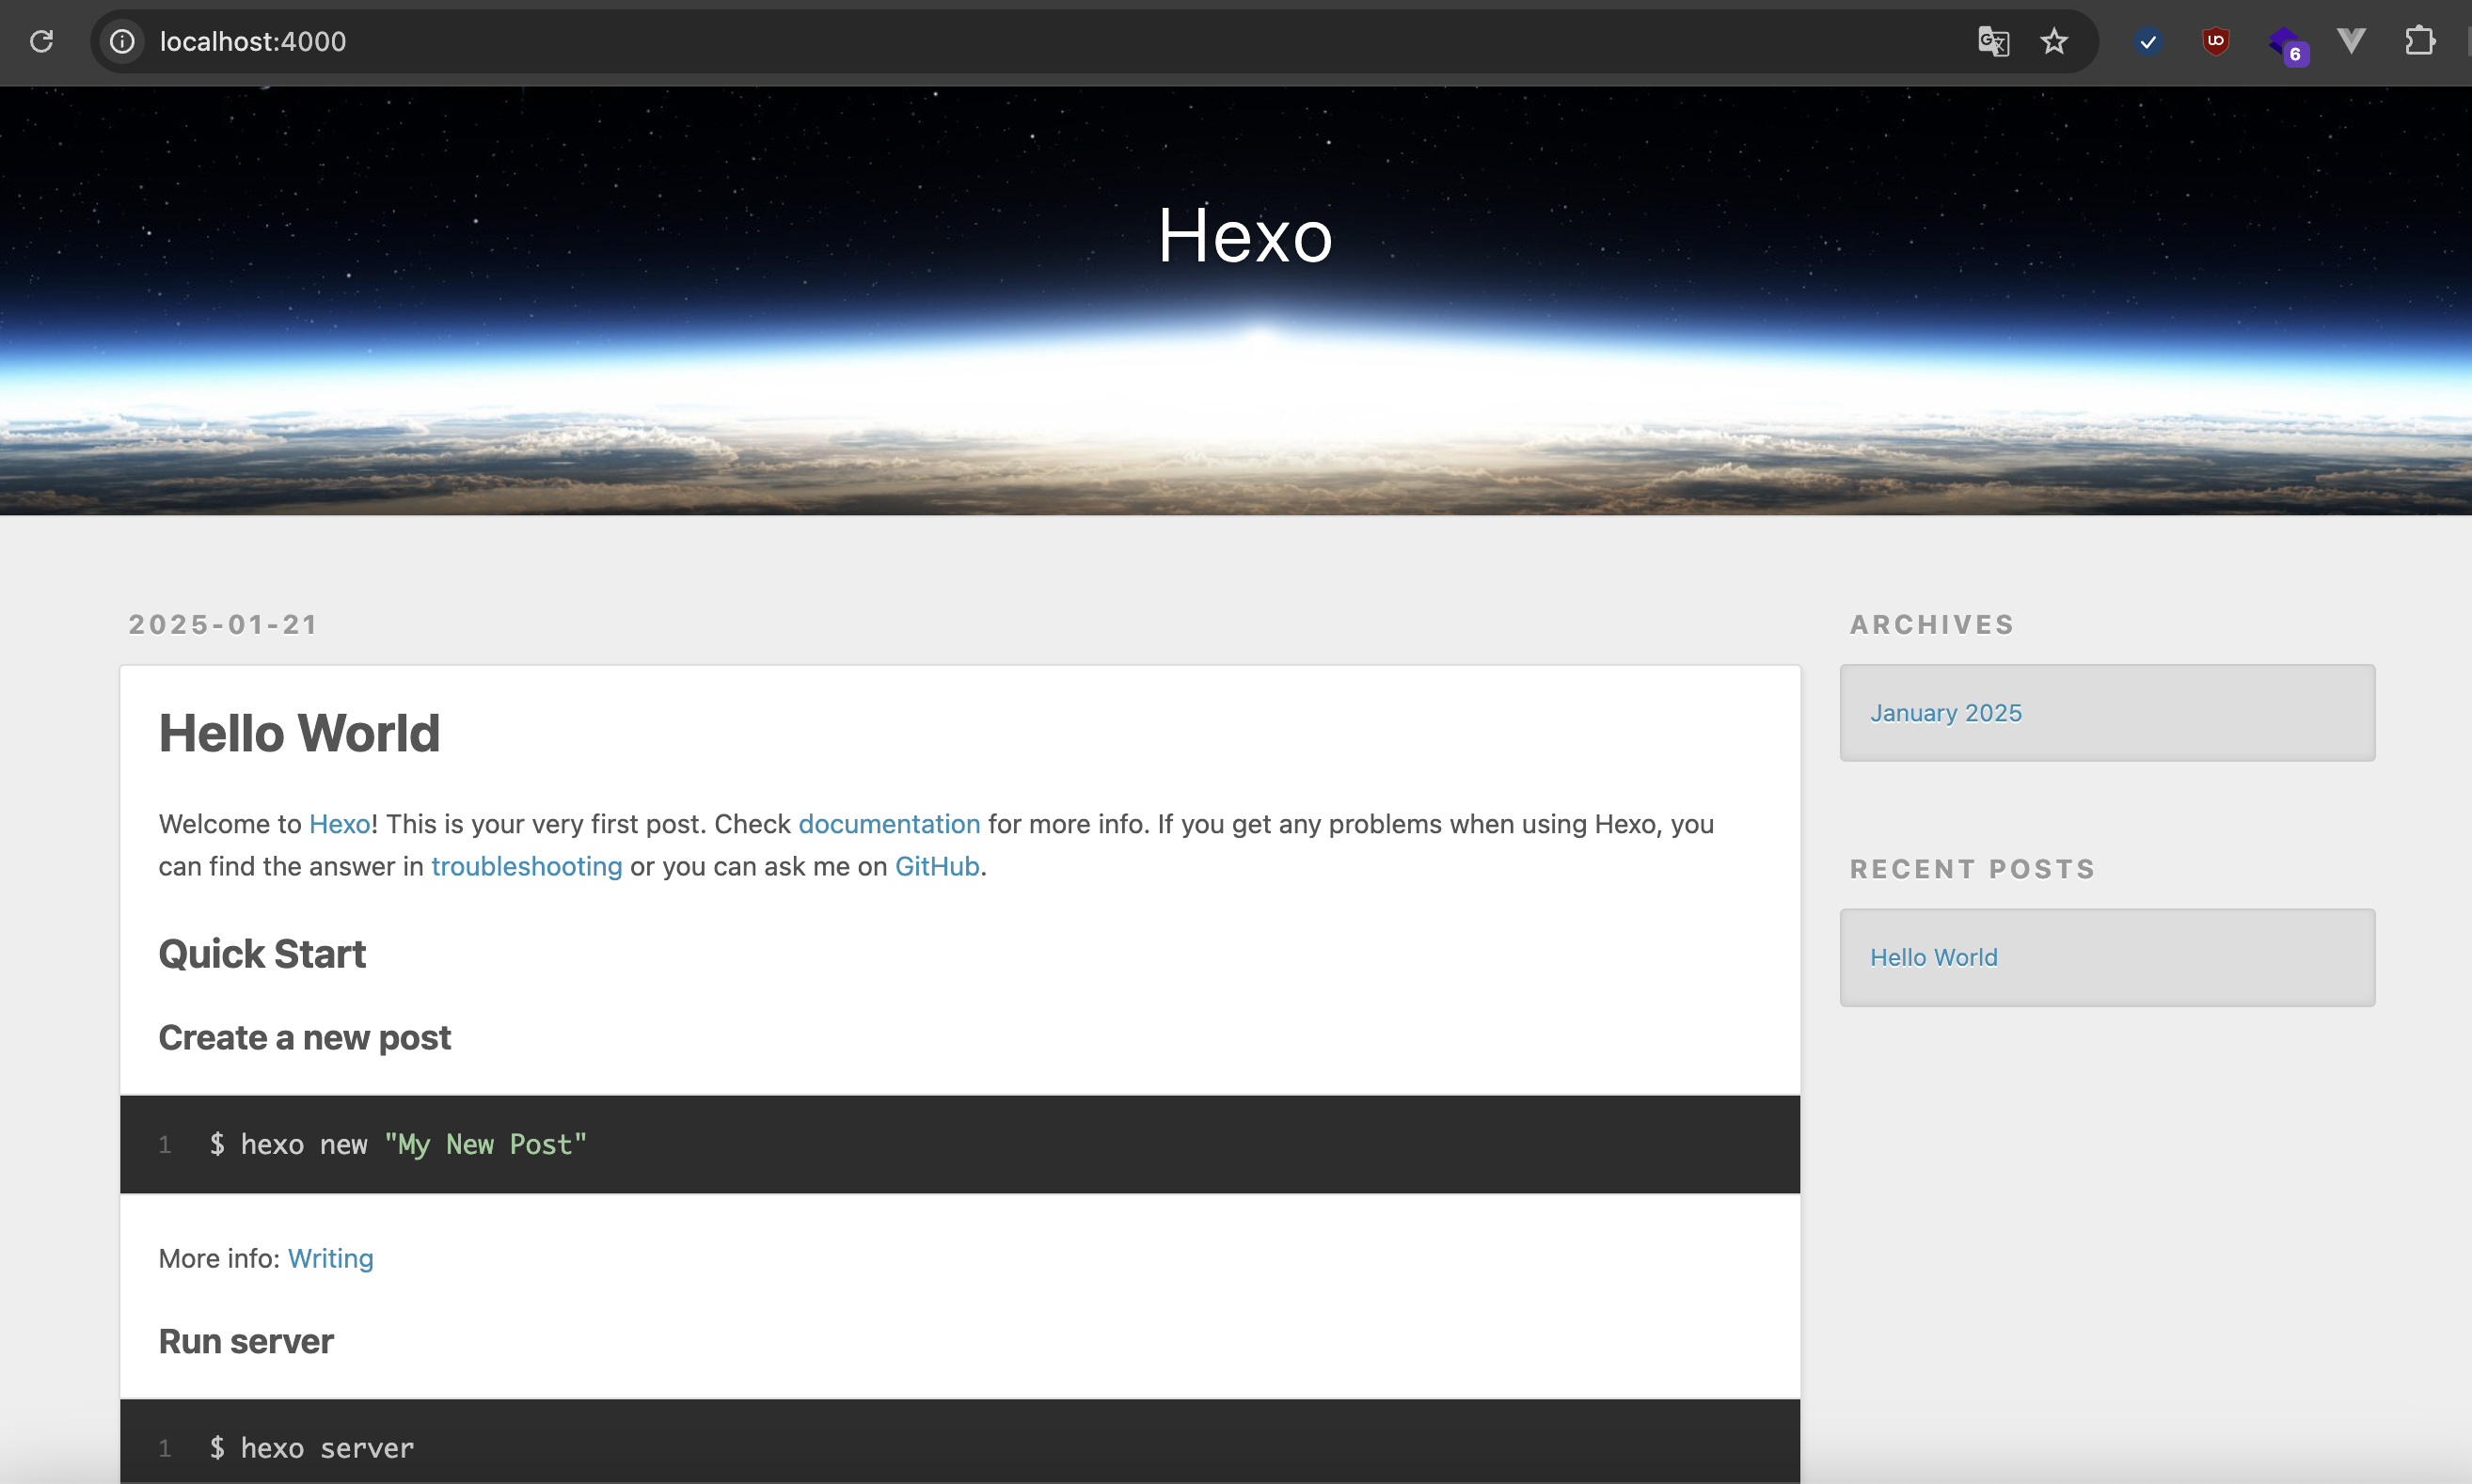 localhost:4000
6
Hexo
2025-01-21
Hello World
Welcome to Hexo! This is your very first post. Check documentation for more info. If you get any problems when using Hexo, you
can find the answer in troubleshooting or you can ask me on GitHub.
Quick Start
Create a new post
1 $ hexo new "My New Post"
More info: Writing
Run server
1 $ hexo server
ARCHIVES
January 2025
RECENT POSTS
Hello World